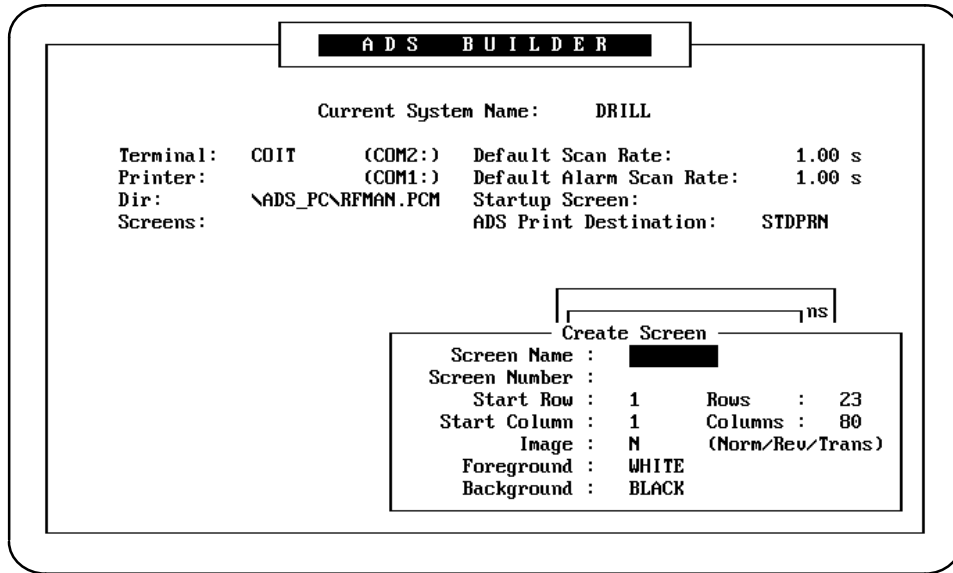 ADS BUILDER
Current System Name: DRILL
Terminal: COIT (COM2:) Default Scan Rate: 1.00 s
Printer: (COM1:) Default Alarm Scan Rate: 1.00 s
Dir: \ADS_PC\RFMAN.PCM Startup Screen:
Screens: ADS Print Destination: STDPRN
ns
Create Screen
Screen Name :
Screen Number :
Start Row : 1 Rows : 23
Start Column : 1 Columns : 80
Image : N (Norm/Rev/Trans)
Foreground : WHITE
Background : BLACK